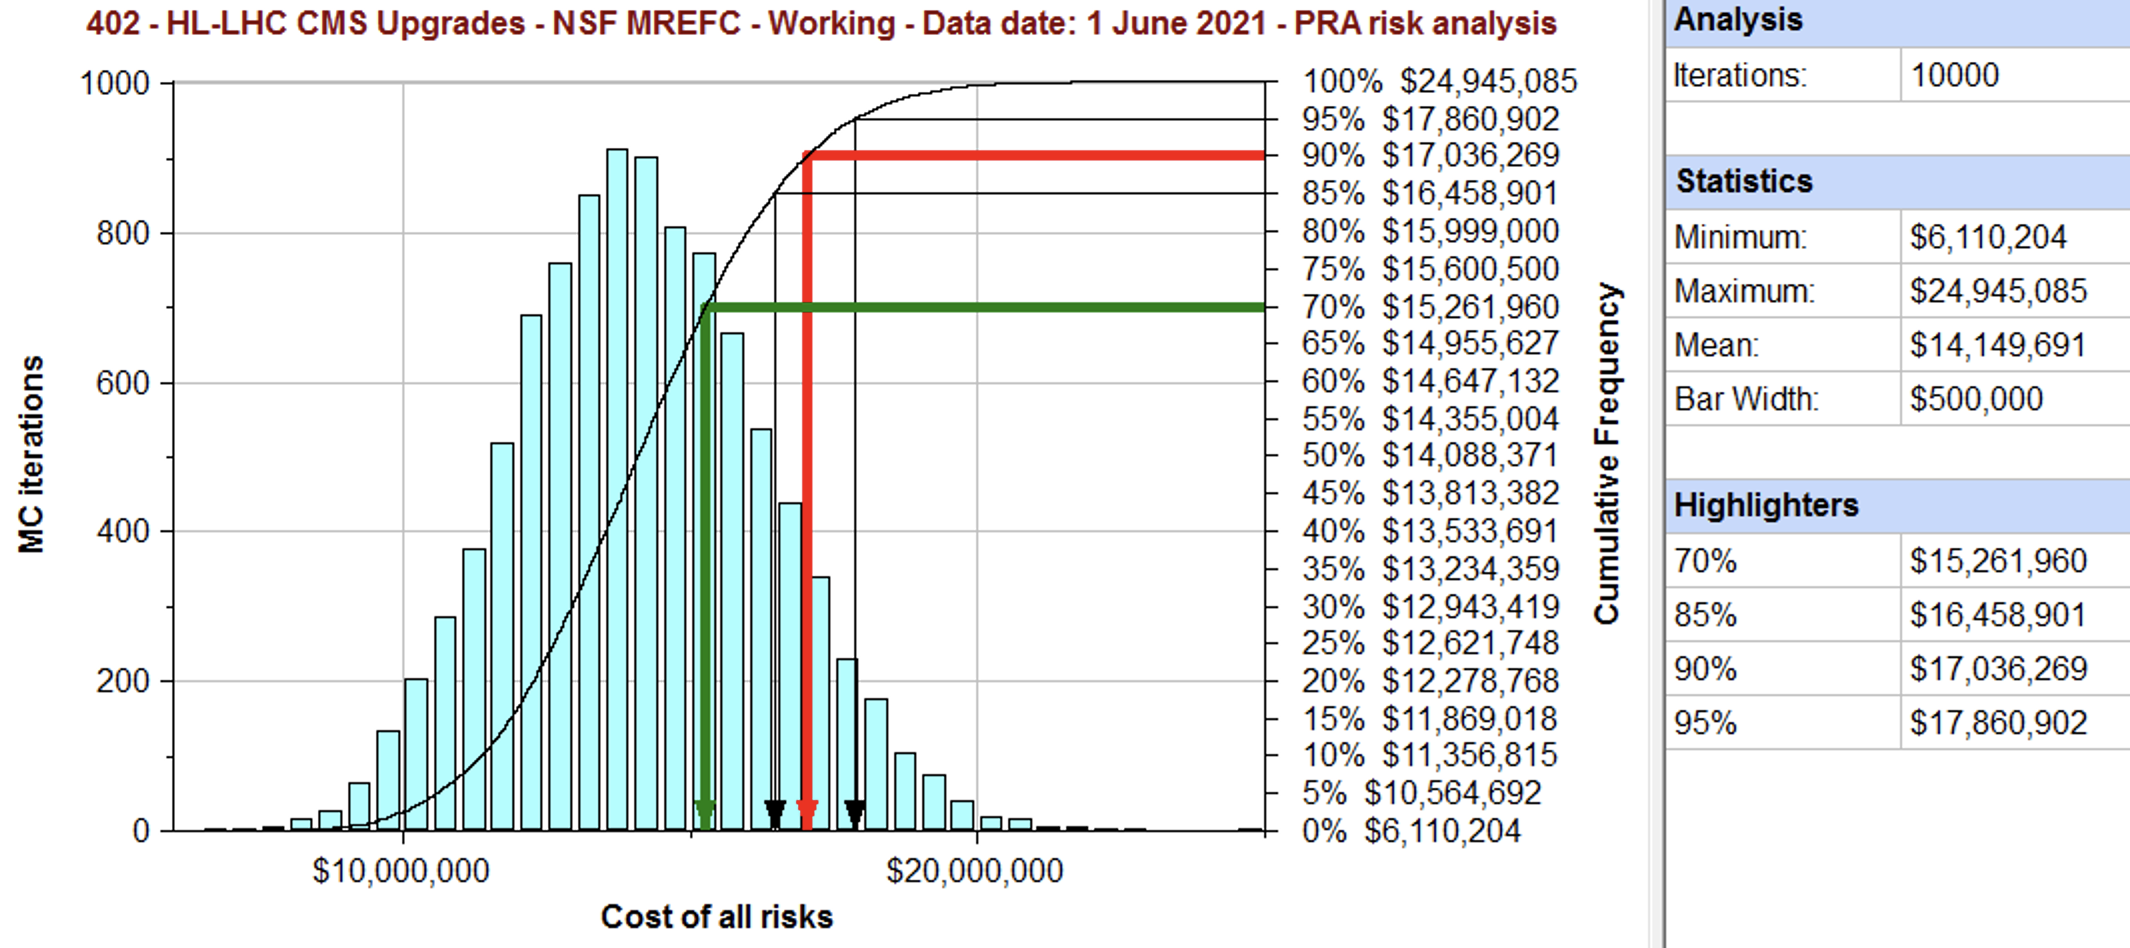 402 - HL-LHC CMS Upgrades - NSF MREFC - Working - Data date: 1 June 2021 - PRA risk analysis
MC iterations
1000
800
600
400
200
0
$10,000,000
$20,000,000
Cost of all risks
100% $24,945,085
95% $17,860,902
90% $17,036,269
85% $16,458,901
80% $15,999,000
75% $15,600,500
70% $15,261,960
65% $14,955,627
60% $14,647,132
55% $14,355,004
50% $14,088,371
45% $13,813,382
40% $13,533,691
35% $13,234,359
30% $12,943,419
25% $12,621,748
20% $12,278,768
15% $11,869,018
10% $11,356,815
5% $10,564,692
0% $6,110,204
Cumulative Frequency
Analysis
Iterations: 10000
Statistics
Minimum: $6,110,204
Maximum: $24,945,085
Mean: $14,149,691
Bar Width: $500,000
Highlighters
70% $15,261,960
85% $16,458,901
90% $17,036,269
95% $17,860,902